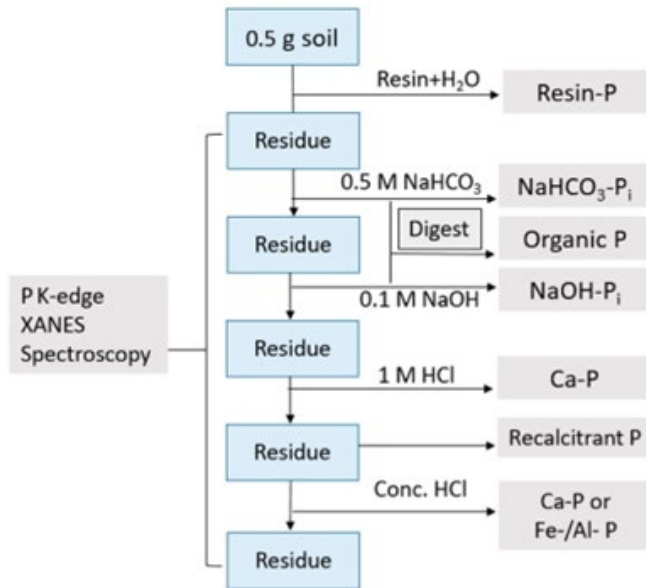 0.5 g soil
Resin+H₂O
Resin-P
Residue
0.5 M NaHCO₃
NaHCO₃-Pᵢ
Digest
Residue
Organic P
0.1 M NaOH
NaOH-Pᵢ
P K-edge
XANES
Spectroscopy
Residue
1 M HCl
Ca-P
Residue
Recalcitrant P
Conc. HCl
Ca-P or
Fe-/Al- P
Residue